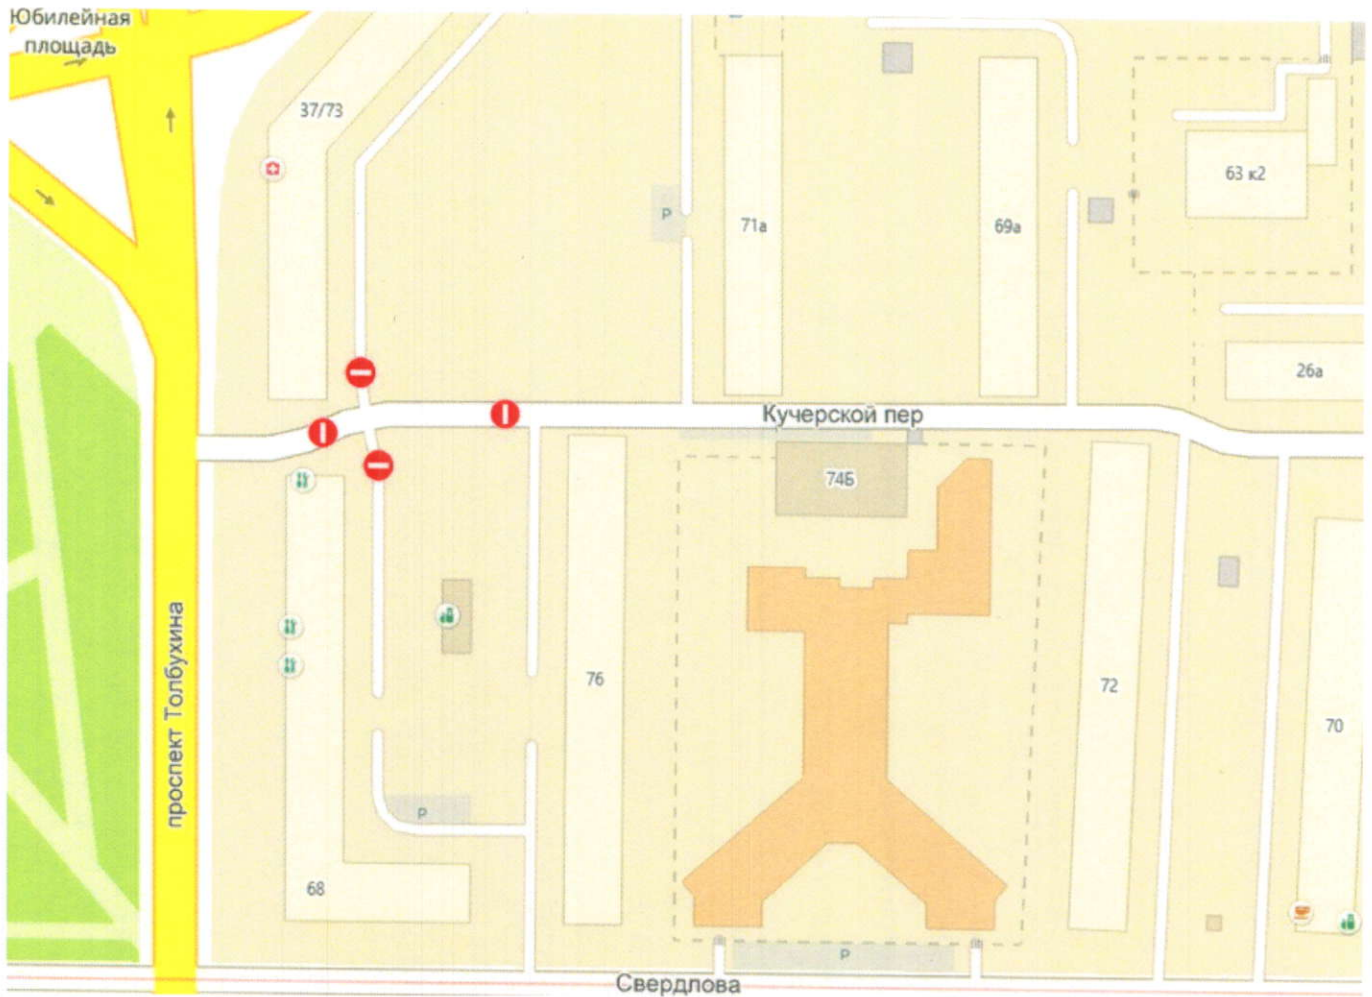 Юбилейная
площадь
37/73
63 к2
P
71а
69а
26а
Кучерской пер
74Б
проспект Толбухина
76
72
70
P
68
P
Свердлова